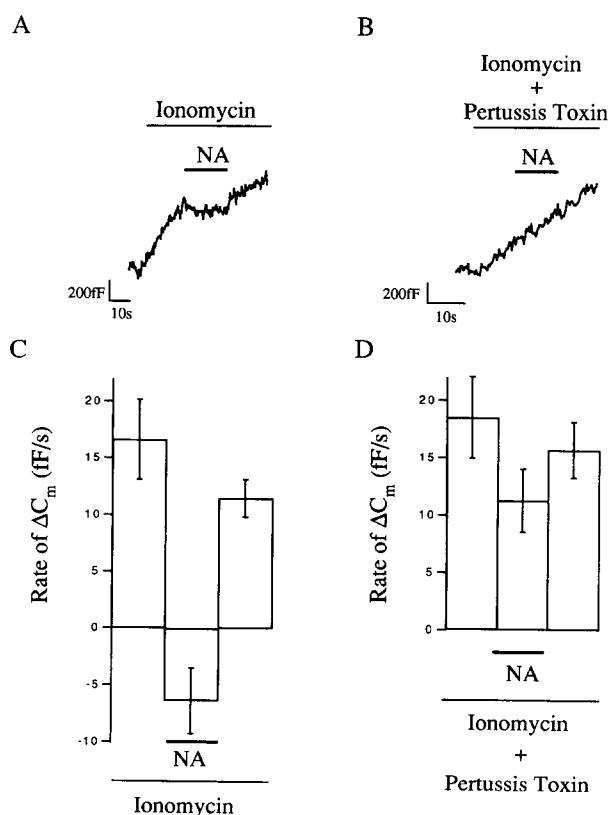 A
Ionomycin
NA
200fF
10s
B
Ionomycin
+
Pertussis Toxin
NA
200fF
10s
C
Rate of ΔCm (fF/s)
20
15
10
5
0
-5
-10
NA
Ionomycin
D
Rate of ΔCm (fF/s)
20
15
10
5
0
NA
Ionomycin
+
Pertussis Toxin